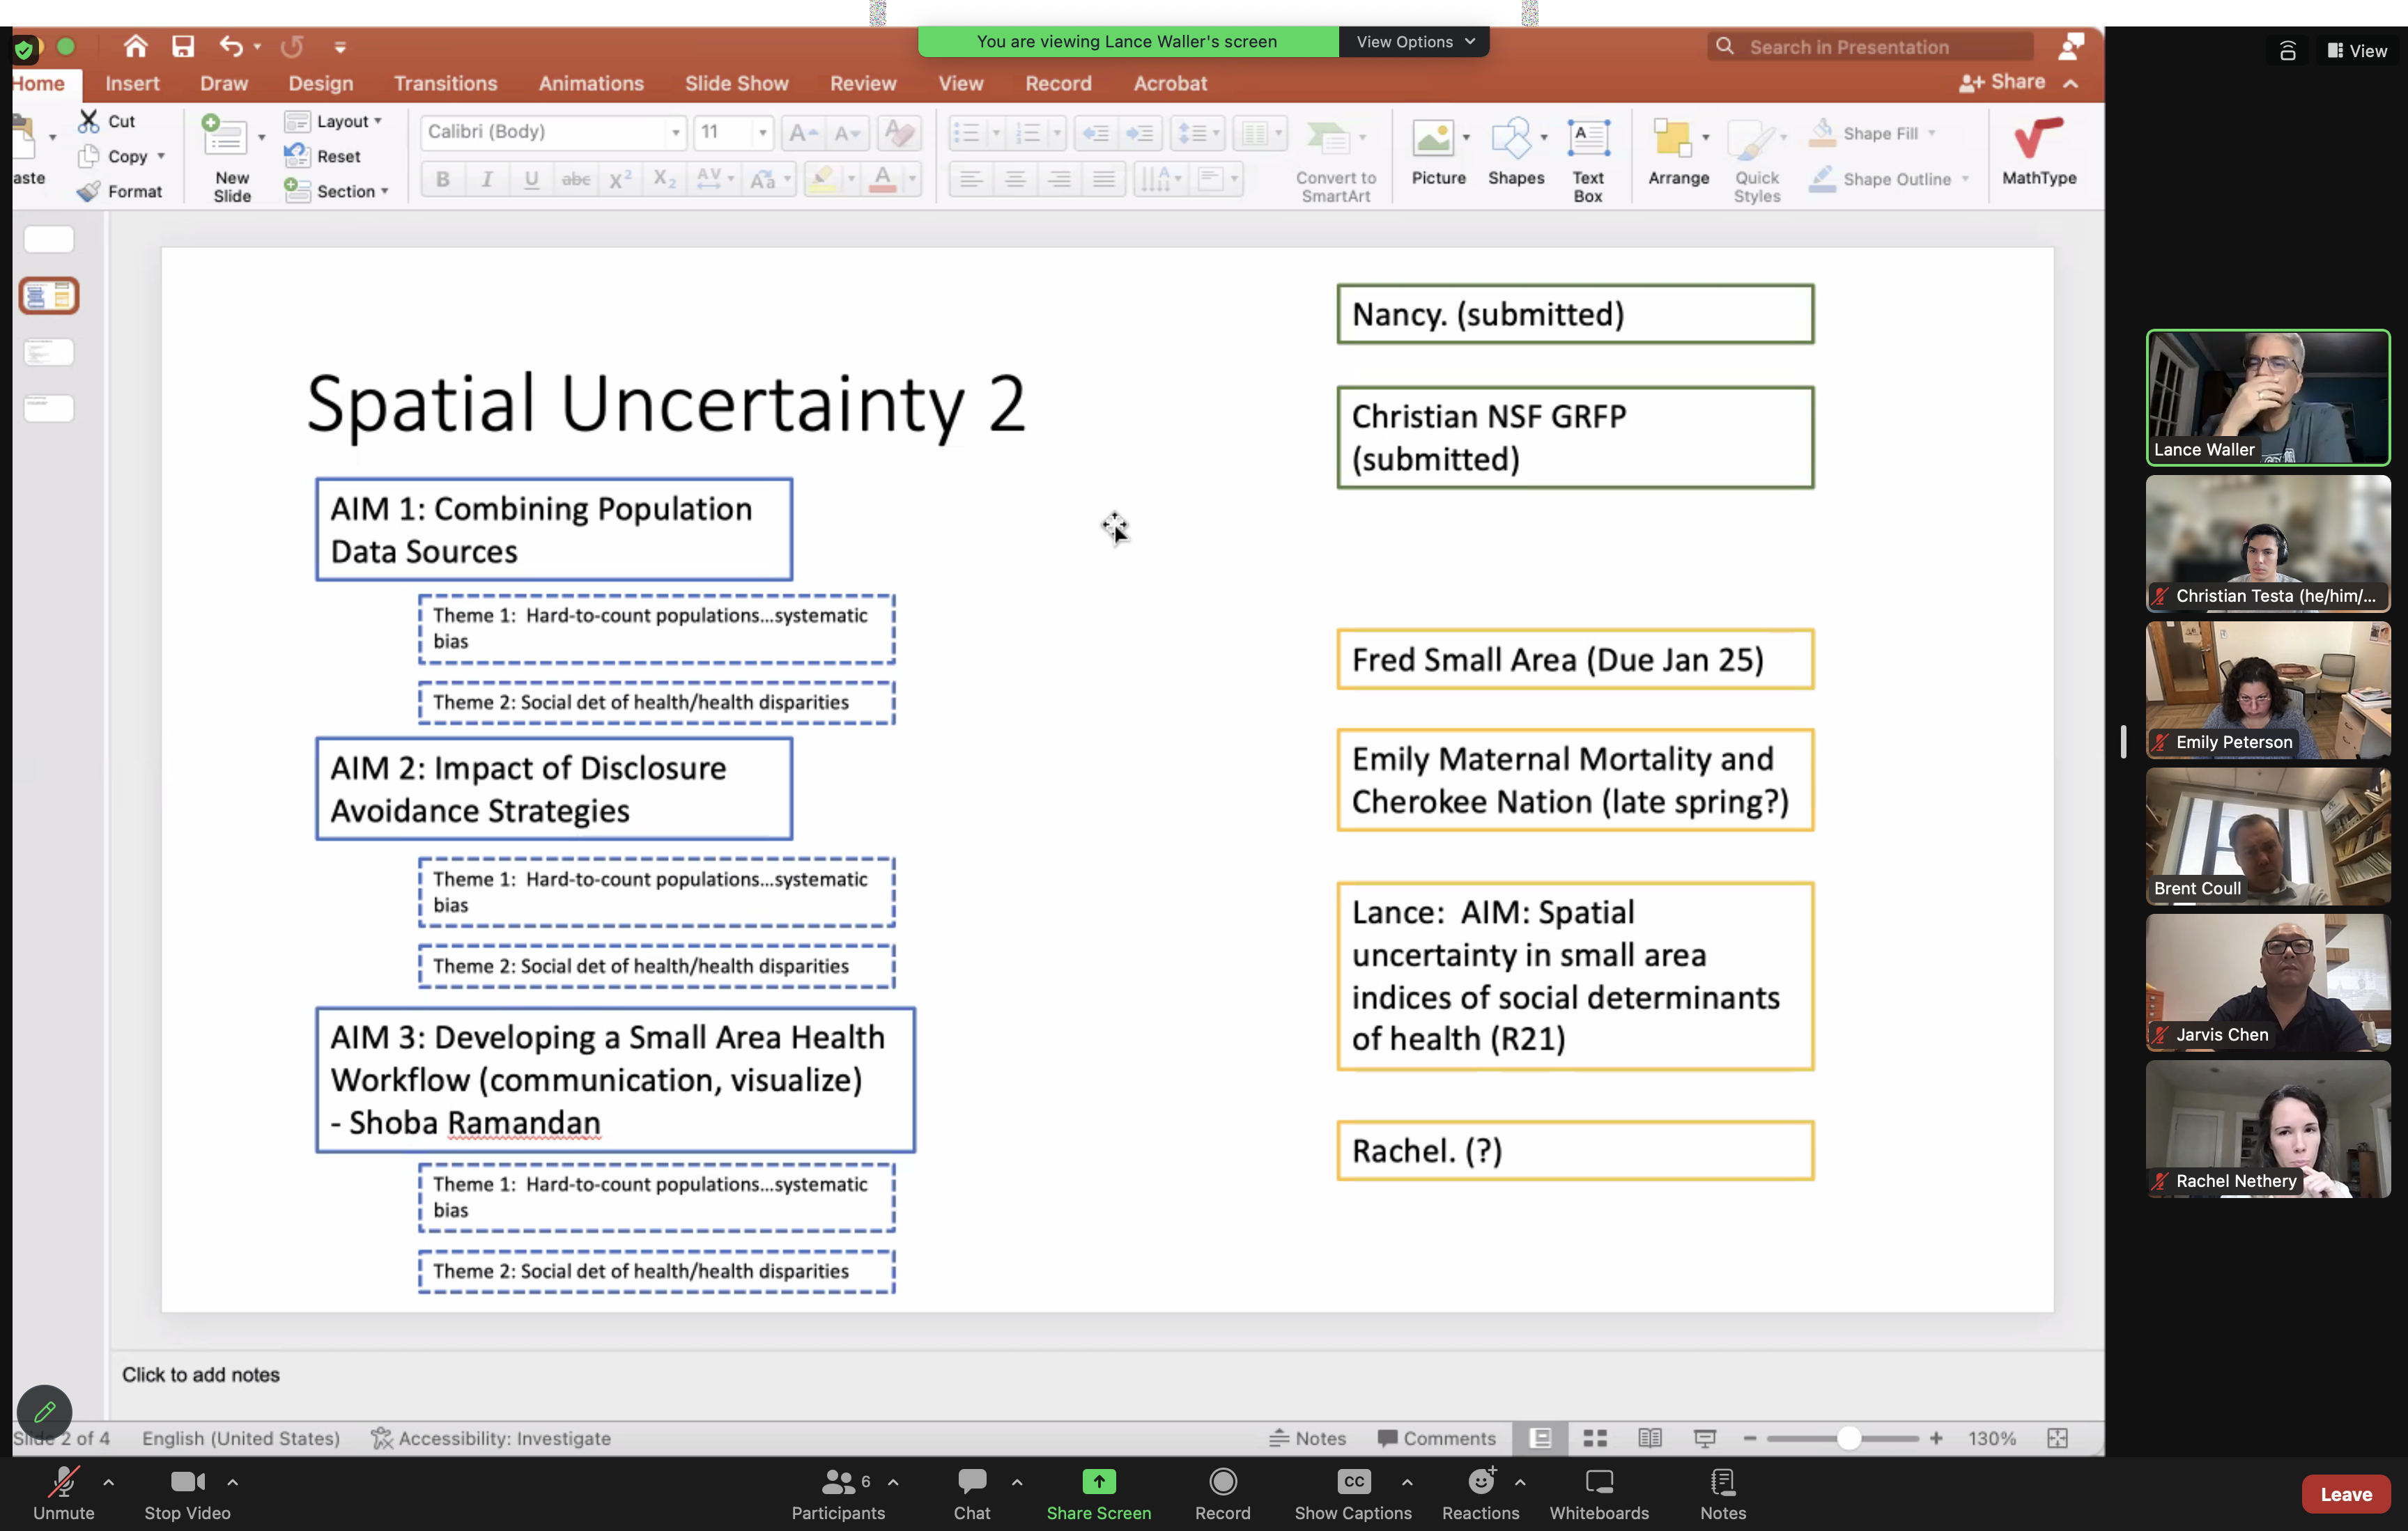 You are viewing Lance Waller's screen
View Options
Search in Presentation
View
Home
Insert
Draw
Design
Transitions
Animations
Slide Show
Review
View
Record
Acrobat
Share
aste
Cut
Copy
Format
New
Slide
Layout
Reset
Section
Calibri (Body)
11
Convert to
SmartArt
Picture
Shapes
Text
Box
Arrange
Quick
Styles
Shape Fill
Shape Outline
MathType
Spatial Uncertainty 2
AIM 1: Combining Population
Data Sources
Theme 1: Hard-to-count populations...systematic
bias
Theme 2: Social det of health/health disparities
AIM 2: Impact of Disclosure
Avoidance Strategies
Theme 1: Hard-to-count populations...systematic
bias
Theme 2: Social det of health/health disparities
AIM 3: Developing a Small Area Health
Workflow (communication, visualize)
- Shoba Ramandan
Theme 1: Hard-to-count populations...systematic
bias
Theme 2: Social det of health/health disparities
Nancy. (submitted)
Christian NSF GRFP
(submitted)
Fred Small Area (Due Jan 25)
Emily Maternal Mortality and
Cherokee Nation (late spring?)
Lance: AIM: Spatial
uncertainty in small area
indices of social determinants
of health (R21)
Rachel. (?)
Lance Waller
Christian Testa (he/him/...
Emily Peterson
Brent Coull
Jarvis Chen
Rachel Nethery
Click to add notes
Slide 2 of 4
English (United States)
Accessibility: Investigate
Notes
Comments
130%
Unmute
Stop Video
Participants
6
Chat
Share Screen
Record
CC
Show Captions
Reactions
Whiteboards
Notes
Leave